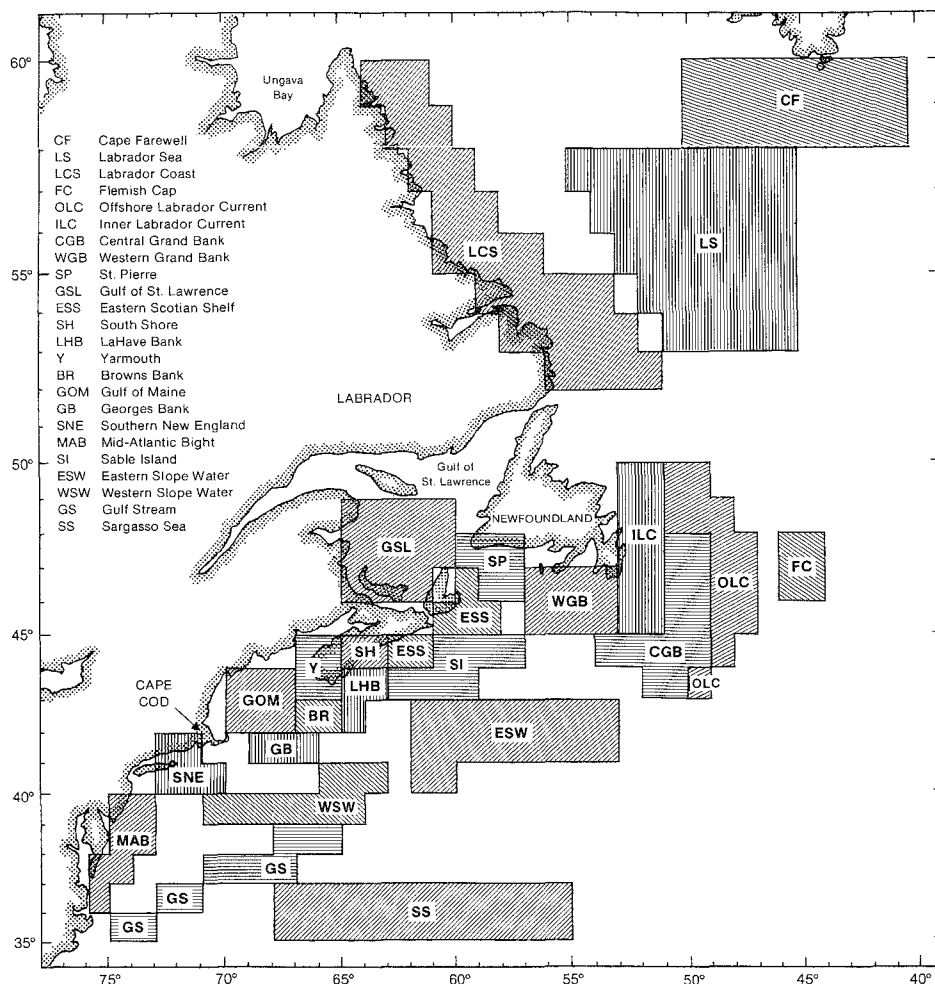 60°
55°
50°
45°
40°
35°
75°
70°
65°
60°
55°
50°
45°
40°
Ungava
Bay
CF Cape Farewell
LS Labrador Sea
LCS Labrador Coast
FC Flemish Cap
OLC Offshore Labrador Current
ILC Inner Labrador Current
CGB Central Grand Bank
WGB Western Grand Bank
SP St. Pierre
GSL Gulf of St. Lawrence
ESS Eastern Scotian Shelf
SH South Shore
LHB LaHave Bank
Y Yarmouth
BR Browns Bank
GOM Gulf of Maine
GB Georges Bank
SNE Southern New England
MAB Mid-Atlantic Bight
SI Sable Island
ESW Eastern Slope Water
WSW Western Slope Water
GS Gulf Stream
SS Sargasso Sea
CF
LS
LCS
LABRADOR
Gulf of
St. Lawrence
NEWFOUNDLAND
GSL
SP
ILC
OLC
FC
ESS
WGB
Y
SH
ESS
SI
CGB
CAPE
COD
GOM
LHB
OLC
BR
ESW
GB
SNE
WSW
MAB
GS
GS
GS
SS